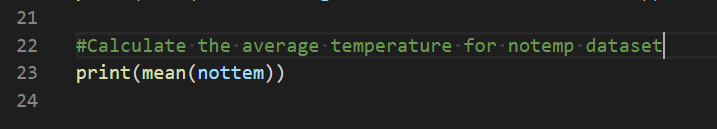 21
22 #Calculate the average temperature for notemp dataset
23 print(mean(nottem))
24